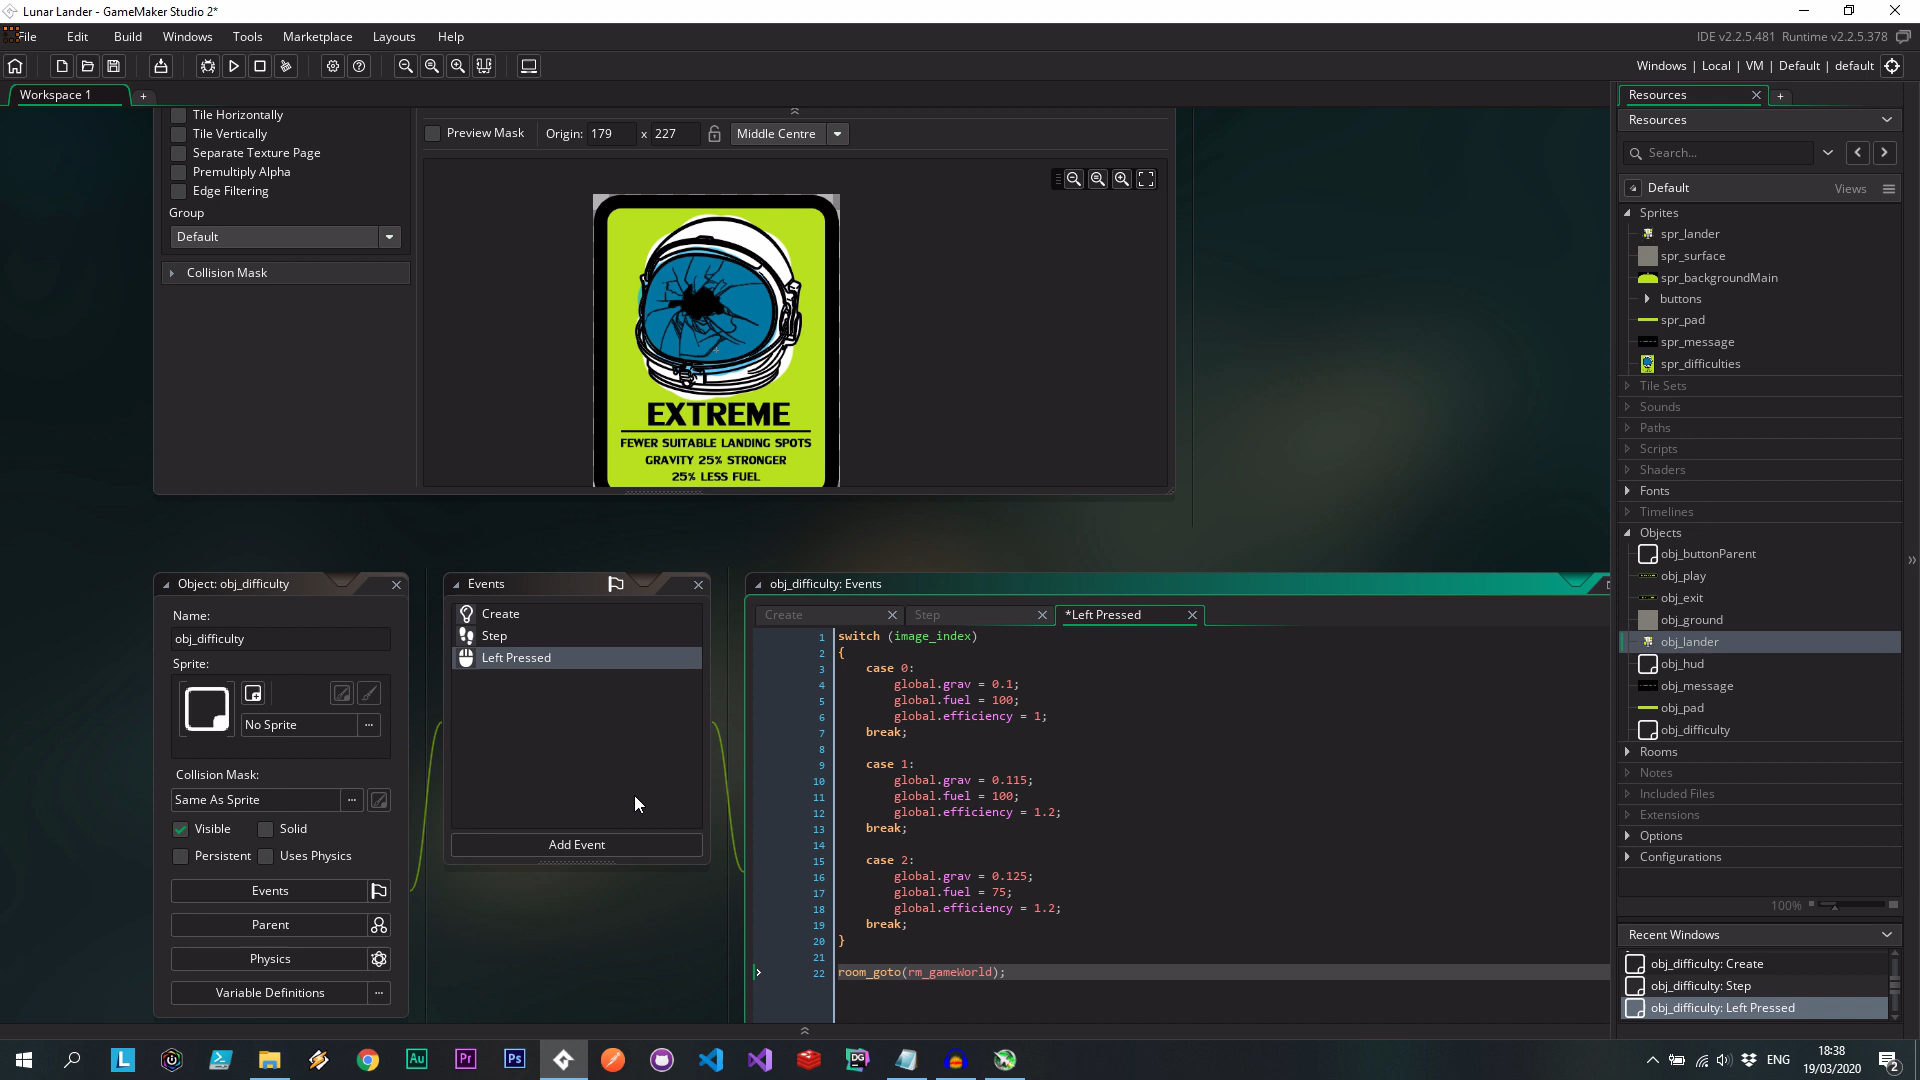 Lunar Lander - GameMaker Studio 2*
File Edit Build Windows Tools Marketplace Layouts Help
IDE v2.2.5.481 Runtime v2.2.5.378
Windows | Local | VM | Default | default
Workspace 1
+
Tile Horizontally
Tile Vertically
Separate Texture Page
Premultiply Alpha
Edge Filtering
Group
Default
Collision Mask
Preview Mask
Origin: 179 x 227
Middle Centre
EXTREME
FEWER SUITABLE LANDING SPOTS
GRAVITY 25% STRONGER
25% LESS FUEL
Object: obj_difficulty
Name:
obj_difficulty
Sprite:
No Sprite
Collision Mask:
Same As Sprite
Visible
Solid
Persistent
Uses Physics
Events
Parent
Physics
Variable Definitions
Events
Create
Step
Left Pressed
Add Event
obj_difficulty: Events
Create
Step
*Left Pressed
1 switch (image_index)
2 {
3 case 0:
4 global.grav = 0.1;
5 global.fuel = 100;
6 global.efficiency = 1;
7 break;
8
9 case 1:
10 global.grav = 0.115;
11 global.fuel = 100;
12 global.efficiency = 1.2;
13 break;
14
15 case 2:
16 global.grav = 0.125;
17 global.fuel = 75;
18 global.efficiency = 1.2;
19 break;
20 }
21
22 room_goto(rm_gameWorld);
Resources
+
Resources
Search...
Default
Views
Sprites
spr_lander
spr_surface
spr_backgroundMain
buttons
spr_pad
spr_message
spr_difficulties
Tile Sets
Sounds
Paths
Scripts
Shaders
Fonts
Timelines
Objects
obj_buttonParent
obj_play
obj_exit
obj_ground
obj_lander
obj_hud
obj_message
obj_pad
obj_difficulty
Rooms
Notes
Included Files
Extensions
Options
Configurations
100%
Recent Windows
obj_difficulty: Create
obj_difficulty: Step
obj_difficulty: Left Pressed
L
Au
Pr
Ps
DG
ENG
18:38
19/03/2020
2